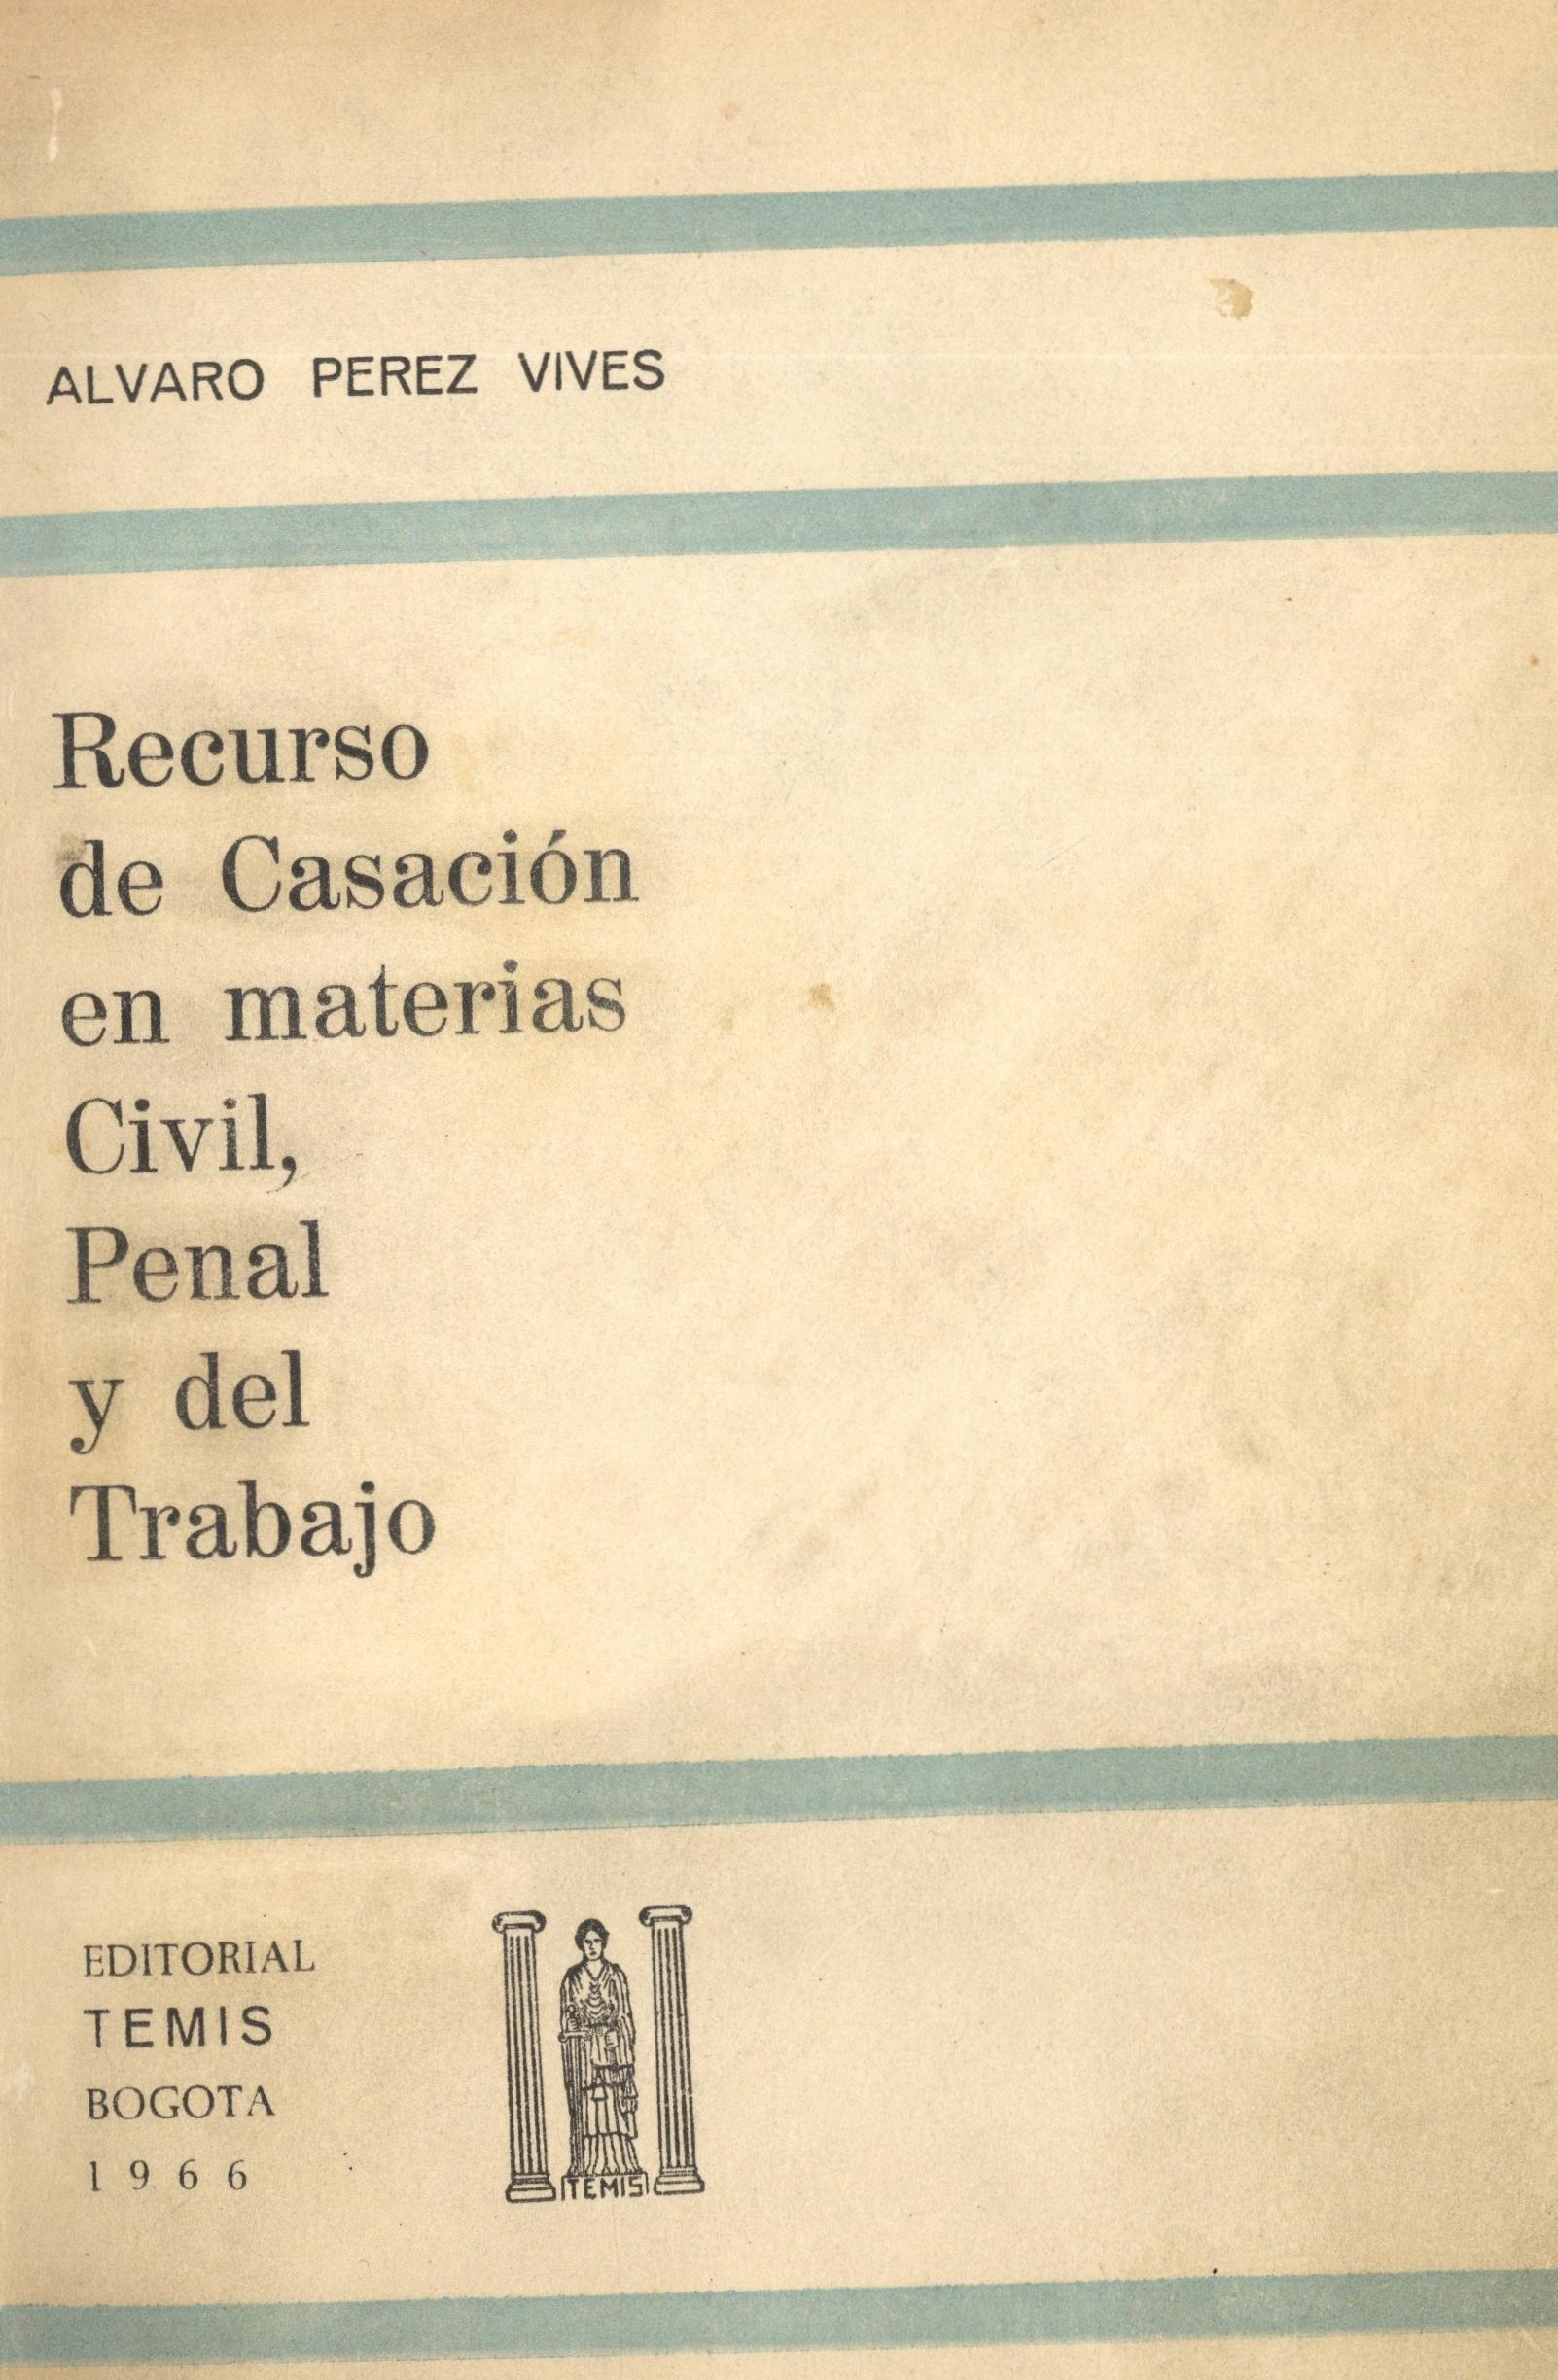 ALVARO PEREZ VIVES
Recurso
de Casación
en materias
Civil,
Penal
y del
Trabajo
EDITORIAL
TEMIS
BOGOTA
1966
TEMIS